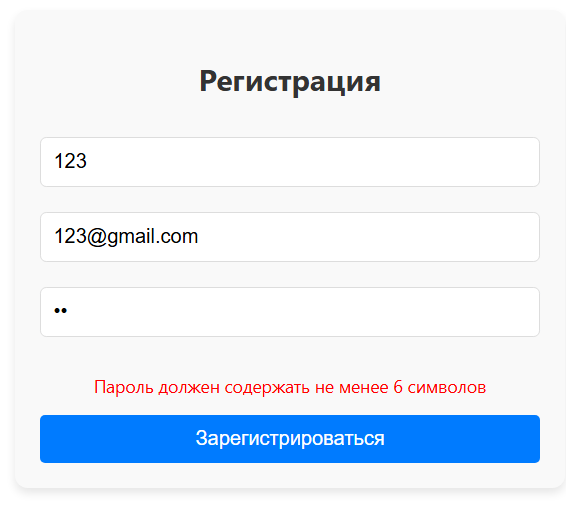 Регистрация
123
123@gmail.com
••
Пароль должен содержать не менее 6 символов
Зарегистрироваться